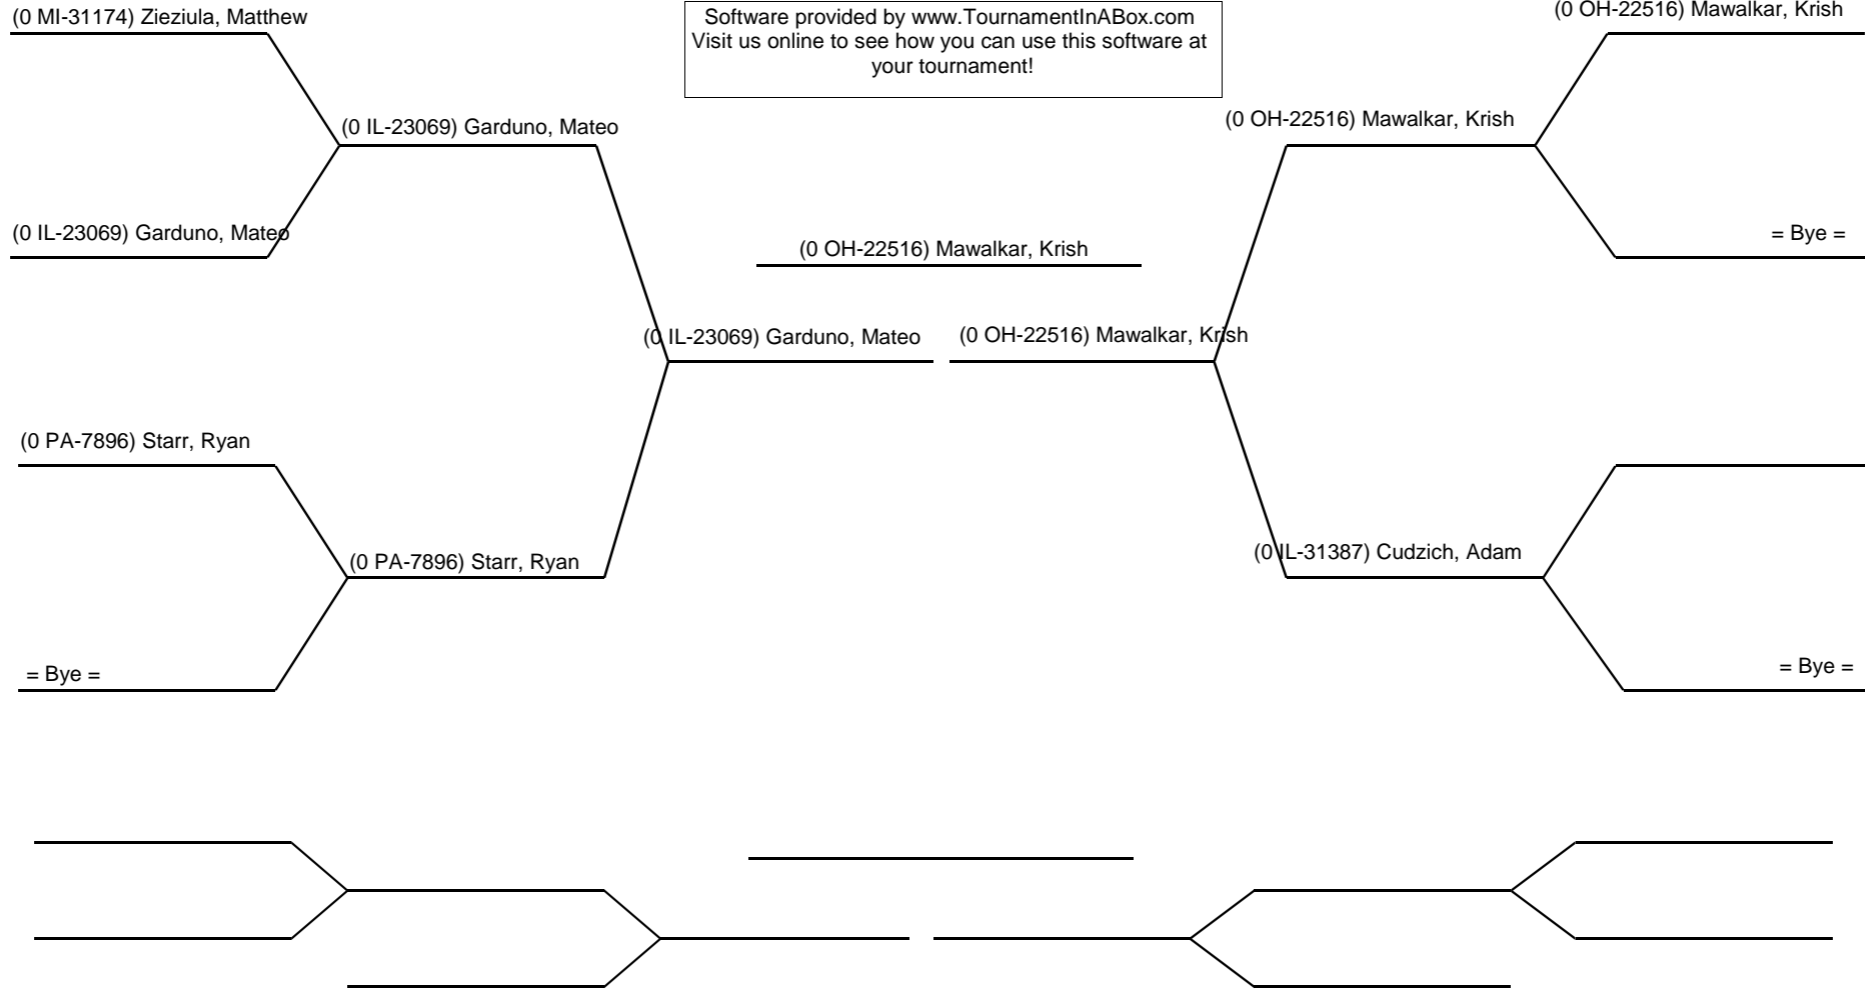 (0 MI-31174) Zieziula, Matthew
Software provided by www.TournamentInABox.com
Visit us online to see how you can use this software at
your tournament!
(0 OH-22516) Mawalkar, Krish
(0 IL-23069) Garduno, Mateo
(0 OH-22516) Mawalkar, Krish
(0 IL-23069) Garduno, Mateo
(0 OH-22516) Mawalkar, Krish
= Bye =
(0 IL-23069) Garduno, Mateo
(0 OH-22516) Mawalkar, Krish
(0 PA-7896) Starr, Ryan
(0 PA-7896) Starr, Ryan
(0 IL-31387) Cudzich, Adam
= Bye =
= Bye =